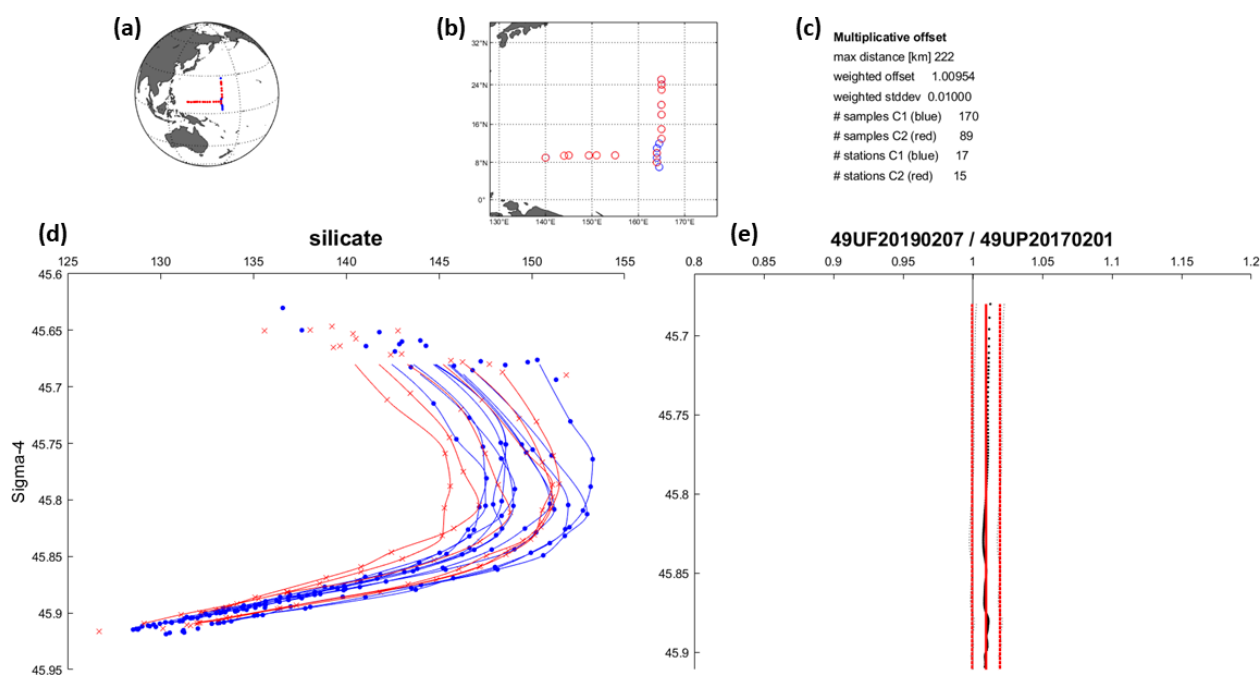 (a)
(b)
36°N
24°N
16°N
8°N
0°
130°E 140°E 150°E 160°E 170°E
(c)
Multiplicative offset
max distance [km] 222
weighted offset 1.00954
weighted stddev 0.01000
# samples C1 (blue) 170
# samples C2 (red) 89
# stations C1 (blue) 17
# stations C2 (red) 15
(d)
silicate
125 129 131 133 135 140 145 150 155
45.6
45.65
45.7
45.75
45.8
45.85
45.9
45.95
Sigma-4
(e)
49UF20190207 / 49UP20170201
0.8 0.85 0.9 0.95 1 1.05 1.1 1.15 1.2
45.7
45.75
45.8
45.85
45.9